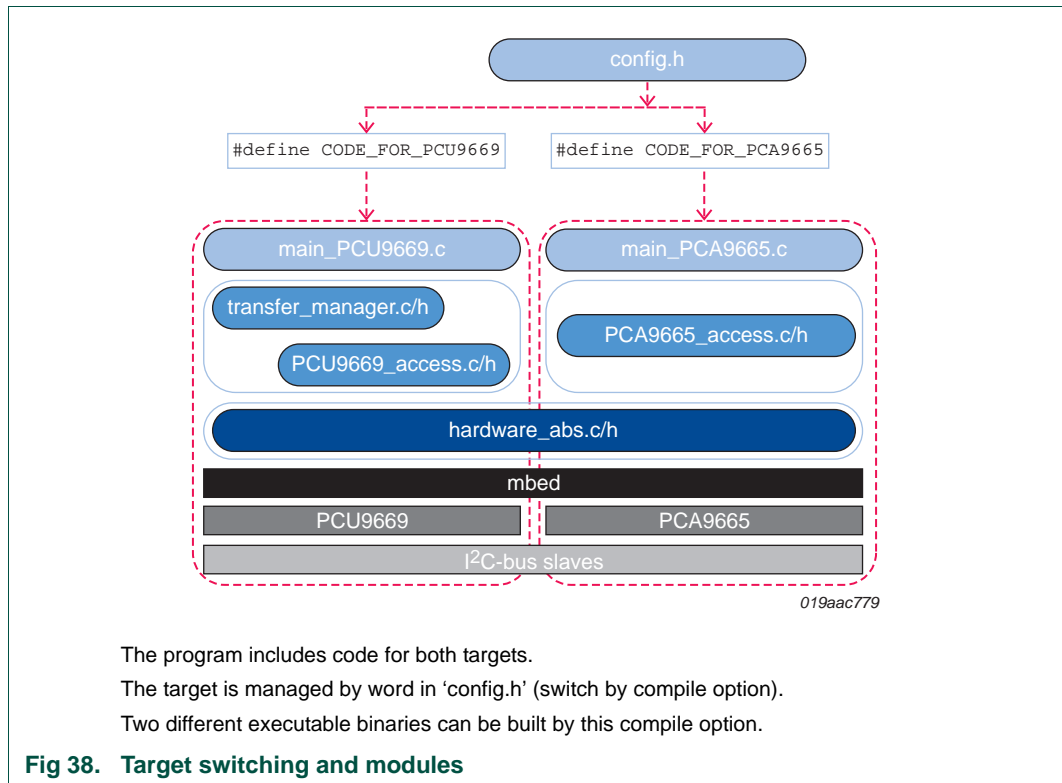 config.h
#define CODE_FOR_PCU9669
#define CODE_FOR_PCA9665
main_PCU9669.c
main_PCA9665.c
transfer_manager.c/h
PCU9669_access.c/h
PCA9665_access.c/h
hardware_abs.c/h
mbed
PCU9669
PCA9665
I2C-bus slaves
019aac779
The program includes code for both targets.
The target is managed by word in ‘config.h’ (switch by compile option).
Two different executable binaries can be built by this compile option.
Fig 38. Target switching and modules